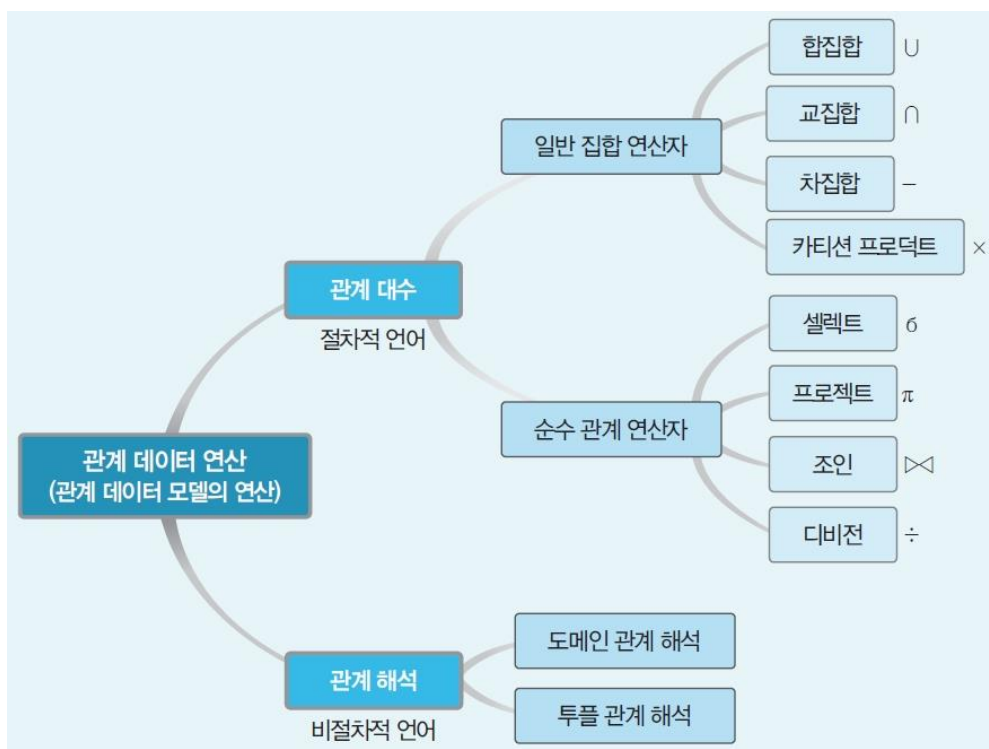 합집합 ∪
교집합 ∩
일반 집합 연산자
차집합 −
카티션 프로덕트 ×
관계 대수
절차적 언어
셀렉트 б
프로젝트 π
순수 관계 연산자
조인 ⋈
디비전 ÷
관계 데이터 연산
(관계 데이터 모델의 연산)
도메인 관계 해석
관계 해석
비절차적 언어
투플 관계 해석